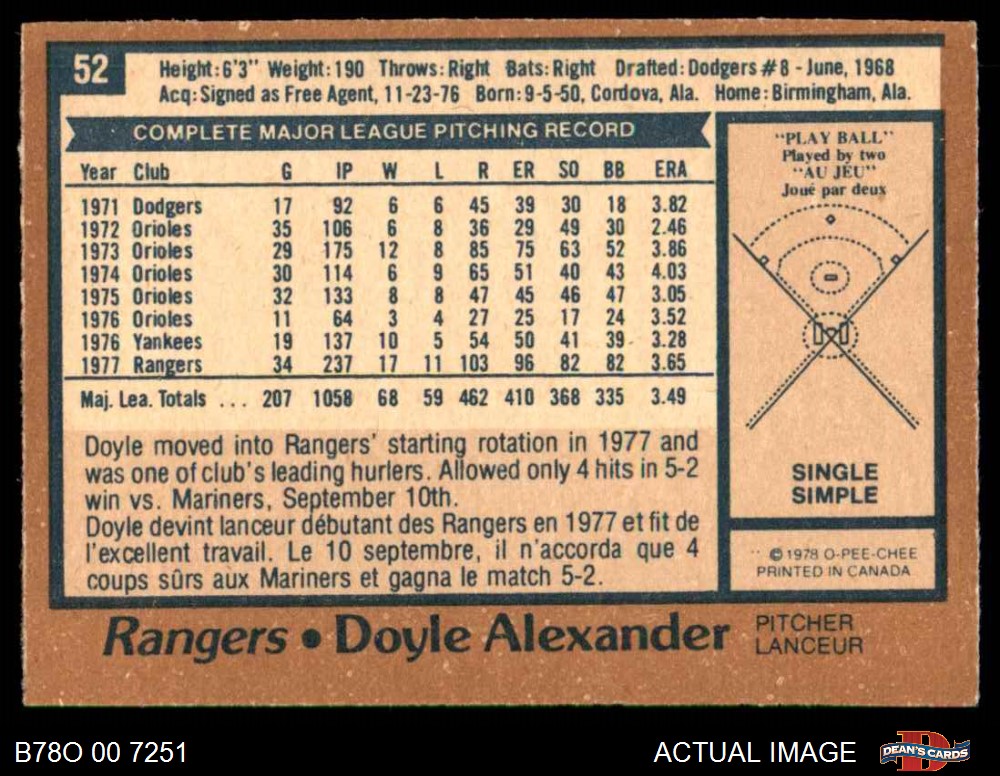 52
Height:6'3" Weight:190 Throws:Right Bats:Right Drafted:Dodgers #8 - June, 1968
Acq:Signed as Free Agent, 11-23-76 Born:9-5-50, Cordova, Ala. Home:Birmingham, Ala.
COMPLETE MAJOR LEAGUE PITCHING RECORD
Year Club G IP W L R ER SO BB ERA
1971 Dodgers 17 92 6 6 45 39 30 18 3.82
1972 Orioles 35 106 6 8 36 29 49 30 2.46
1973 Orioles 29 175 12 8 85 75 63 52 3.86
1974 Orioles 30 114 6 9 65 51 40 43 4.03
1975 Orioles 32 133 8 8 47 45 46 47 3.05
1976 Orioles 11 64 3 4 27 25 17 24 3.52
1976 Yankees 19 137 10 5 54 50 41 39 3.28
1977 Rangers 34 237 17 11 103 96 82 82 3.65
Maj. Lea. Totals ... 207 1058 68 59 462 410 368 335 3.49
Doyle moved into Rangers' starting rotation in 1977 and
was one of club's leading hurlers. Allowed only 4 hits in 5-2
win vs. Mariners, September 10th.
Doyle devint lanceur débutant des Rangers en 1977 et fit de
l'excellent travail. Le 10 septembre, il n'accorda que 4
coups sûrs aux Mariners et gagna le match 5-2.
"PLAY BALL"
Played by two
"AU JEU"
Joué par deux
SINGLE
SIMPLE
© 1978 O-PEE-CHEE
PRINTED IN CANADA
Rangers • Doyle Alexander
PITCHER
LANCEUR
B78O 00 7251
ACTUAL IMAGE
DEAN'S CARDS